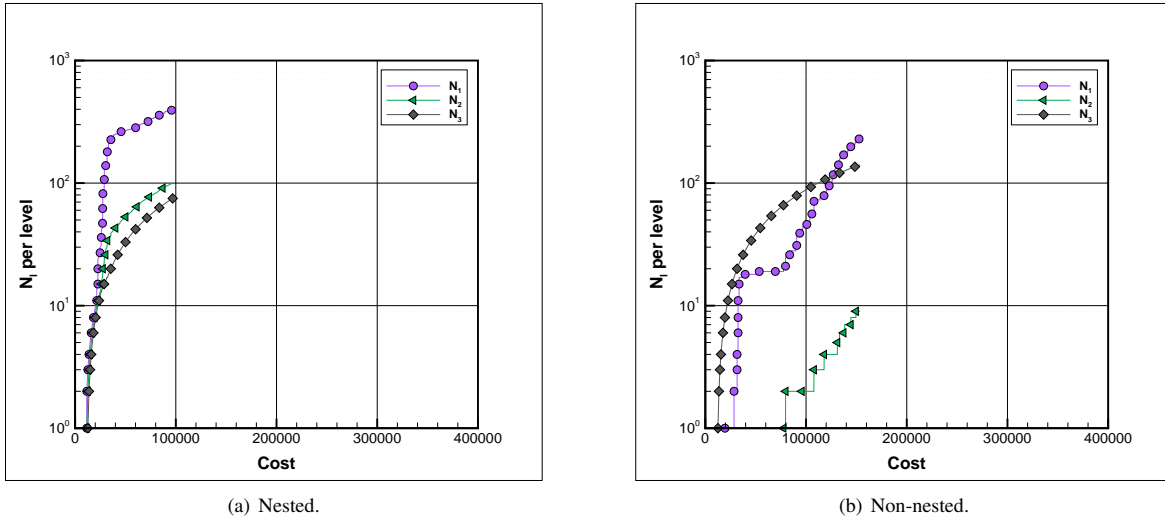 10³
10²
10¹
10⁰
Nₗ per level
0
100000
200000
300000
400000
Cost
N₁
N₂
N₃
(a) Nested.
10³
10²
10¹
10⁰
Nₗ per level
0
100000
200000
300000
400000
Cost
N₁
N₂
N₃
(b) Non-nested.